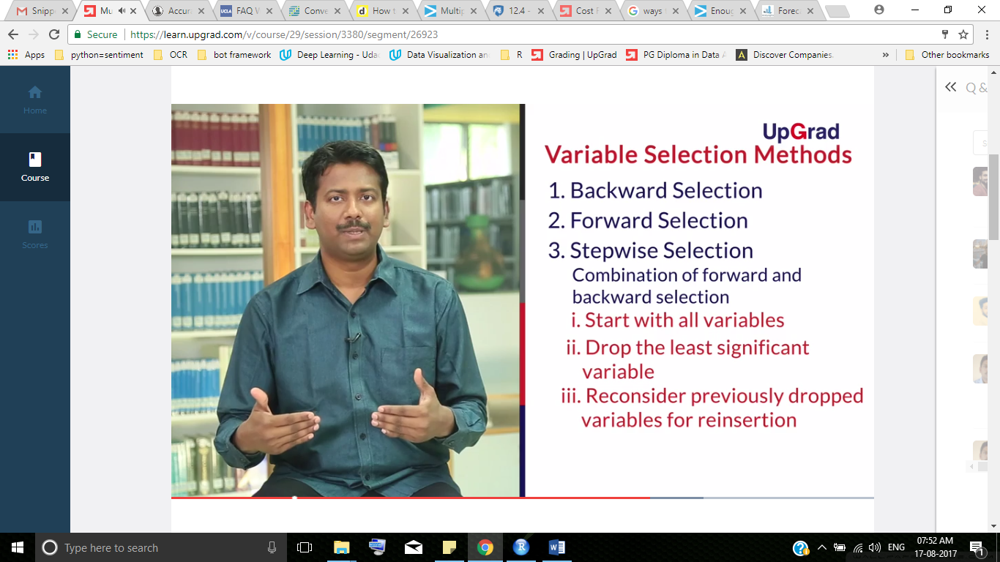 Snipp
Mu
Accur
FAQ W
Conve
How t
Multip
12.4 -
Cost
ways
Enoug
Forec
Secure
https://learn.upgrad.com/v/course/29/session/3380/segment/26923
Apps
python=sentiment
OCR
bot framework
Deep Learning - Udac
Data Visualization an
R
Grading | UpGrad
PG Diploma in Data A
Discover Companies
»
Other bookmarks
Home
Course
Scores
Q &
UpGrad
Variable Selection Methods
1. Backward Selection
2. Forward Selection
3. Stepwise Selection
Combination of forward and
backward selection
i. Start with all variables
ii. Drop the least significant
variable
iii. Reconsider previously dropped
variables for reinsertion
Type here to search
ENG
07:52 AM
17-08-2017